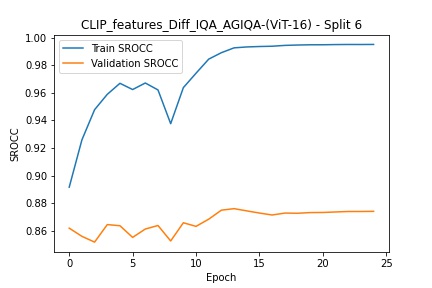 CLIP_features_Diff_IQA_AGIQA-(ViT-16) - Split 6
1.00
0.98
0.96
0.94
0.92
0.90
0.88
0.86
SROCC
Train SROCC
Validation SROCC
0 5 10 15 20 25
Epoch